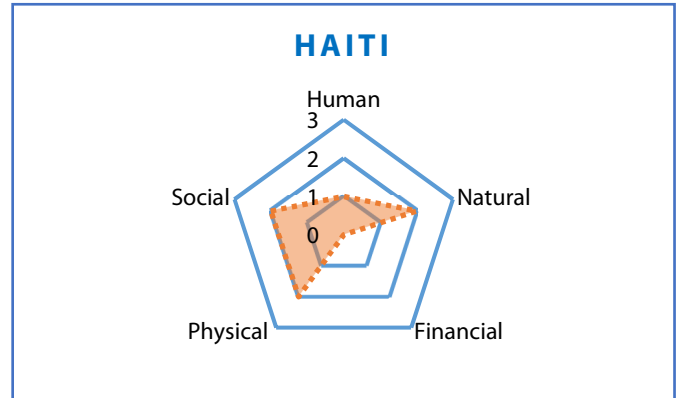 HAITI
Human
3
2
Social
1
Natural
0
Physical
Financial